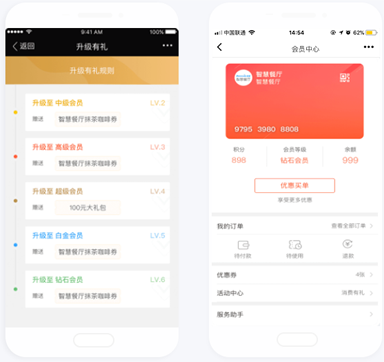 9:41 AM
100%
返回
升级有礼
升级有礼规则
升级至 中级会员
LV.2
赠送
智慧餐厅抹茶咖啡券
升级至 高级会员
LV.3
赠送
智慧餐厅抹茶咖啡券
升级至 超级会员
LV.4
赠送
100元大礼包
升级至 白金会员
LV.5
赠送
智慧餐厅抹茶咖啡券
升级至 钻石会员
LV.6
赠送
智慧餐厅抹茶咖啡券
中国联通
14:54
62%
会员中心
智慧餐厅
智慧餐厅
9795 3980 8808
积分
会员等级
余额
898
钻石会员
999
优惠买单
享受更多优惠
我的订单
查看全部订单
待付款
待使用
退款
优惠券
4张
活动中心
消费有礼
服务助手